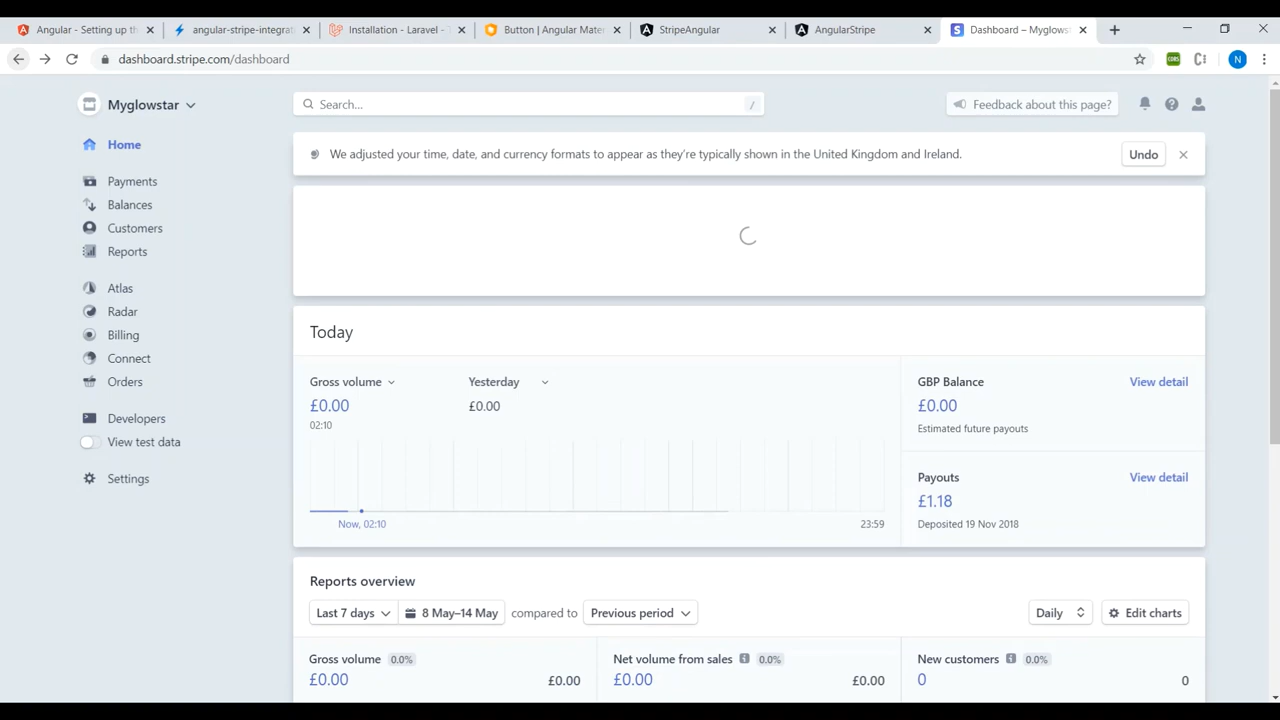 Angular - Setting up th
angular-stripe-integrat
Installation - Laravel -
Button | Angular Mater
StripeAngular
AngularStripe
Dashboard – Myglowst
dashboard.stripe.com/dashboard
CORS
N
Myglowstar
Search...
/
Feedback about this page?
Home
We adjusted your time, date, and currency formats to appear as they're typically shown in the United Kingdom and Ireland.
Undo
Payments
Balances
Customers
Reports
Atlas
Radar
Billing
Connect
Orders
Developers
View test data
Settings
Today
Gross volume
Yesterday
£0.00
£0.00
02:10
Now, 02:10
23:59
GBP Balance
View detail
£0.00
Estimated future payouts
Payouts
View detail
£1.18
Deposited 19 Nov 2018
Reports overview
Last 7 days
8 May–14 May
compared to
Previous period
Daily
Edit charts
Gross volume 0.0%
£0.00
£0.00
Net volume from sales 0.0%
£0.00
£0.00
New customers 0.0%
0
0